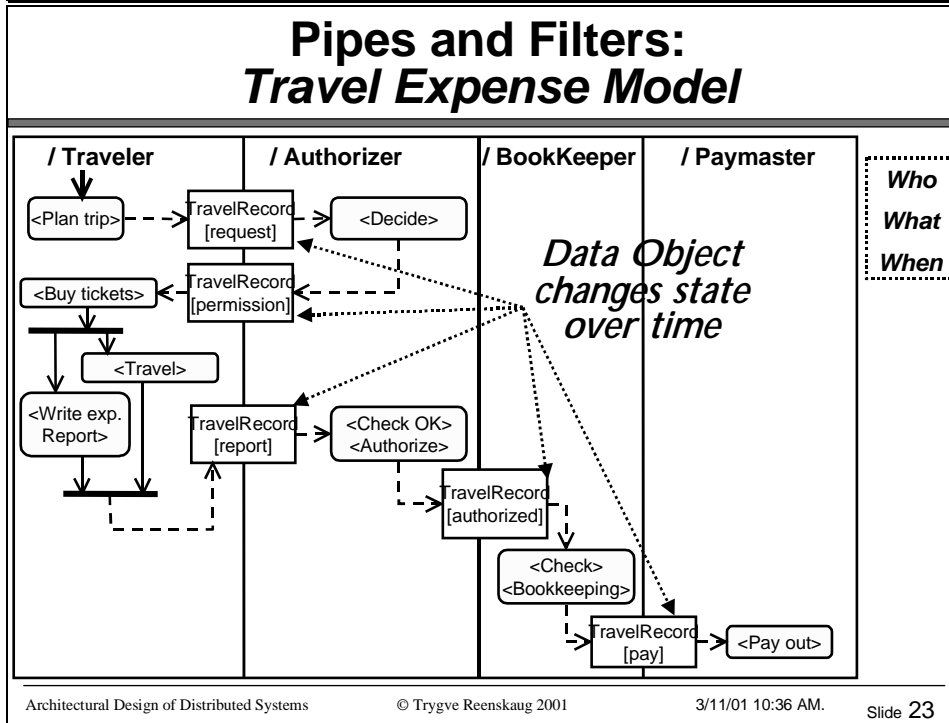 Pipes and Filters:
Travel Expense Model
/ Traveler
/ Authorizer
/ BookKeeper
/ Paymaster
Who
What
When
<Plan trip>
TravelRecord
[request]
<Decide>
Data Object
changes state
over time
<Buy tickets>
TravelRecord
[permission]
<Travel>
<Write exp.
Report>
TravelRecord
[report]
<Check OK>
<Authorize>
TravelRecord
[authorized]
<Check>
<Bookkeeping>
TravelRecord
[pay]
<Pay out>
Architectural Design of Distributed Systems
© Trygve Reenskaug 2001
3/11/01 10:36 AM.
Slide 23